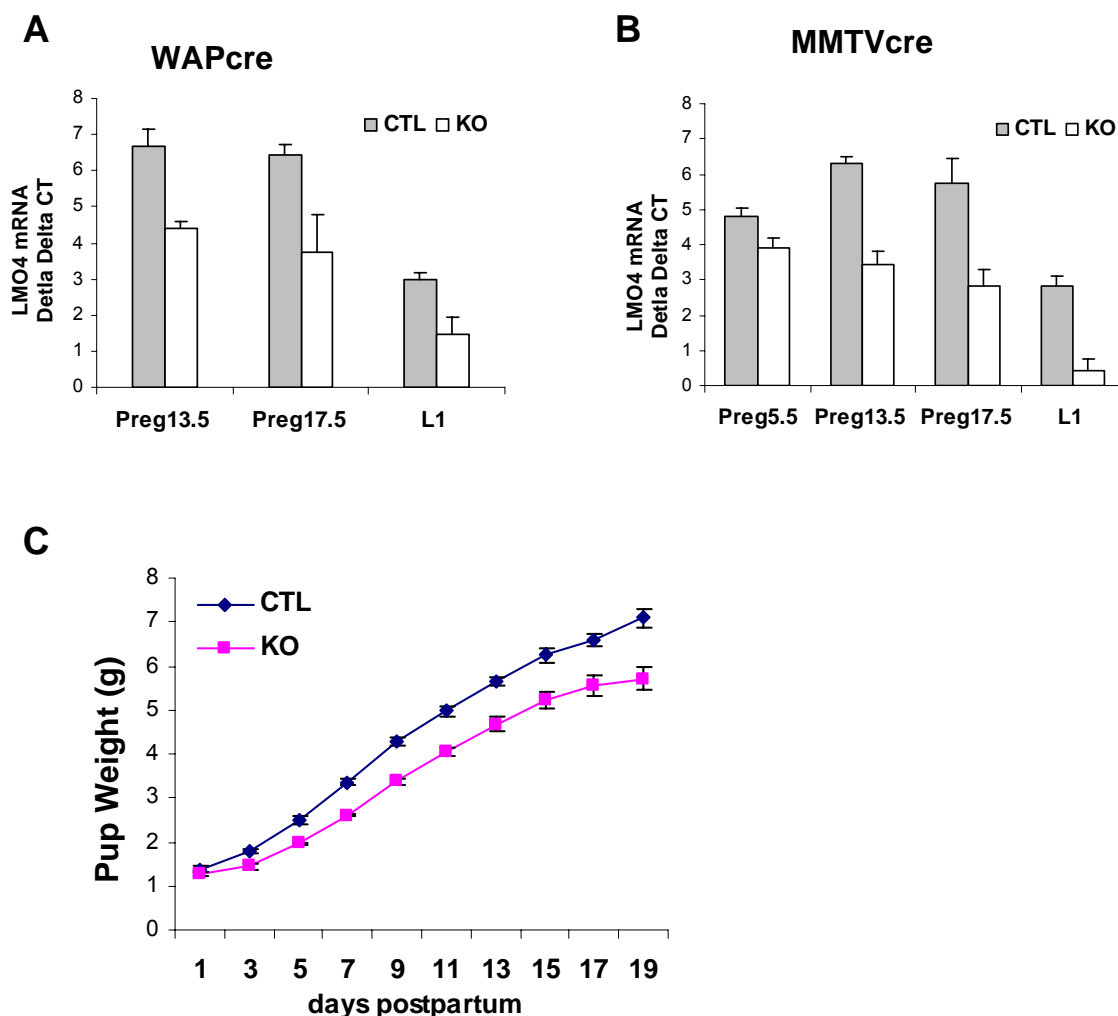 A
WAPcre
LMO4 mRNA
Detla Delta CT
8
7
6
5
4
3
2
1
0
CTL KO
Preg13.5 Preg17.5 L1
B
MMTVcre
LMO4 mRNA
Detla Delta CT
8
7
6
5
4
3
2
1
0
CTL KO
Preg5.5 Preg13.5 Preg17.5 L1
C
Pup Weight (g)
8
7
6
5
4
3
2
1
0
CTL
KO
1 3 5 7 9 11 13 15 17 19
days postpartum